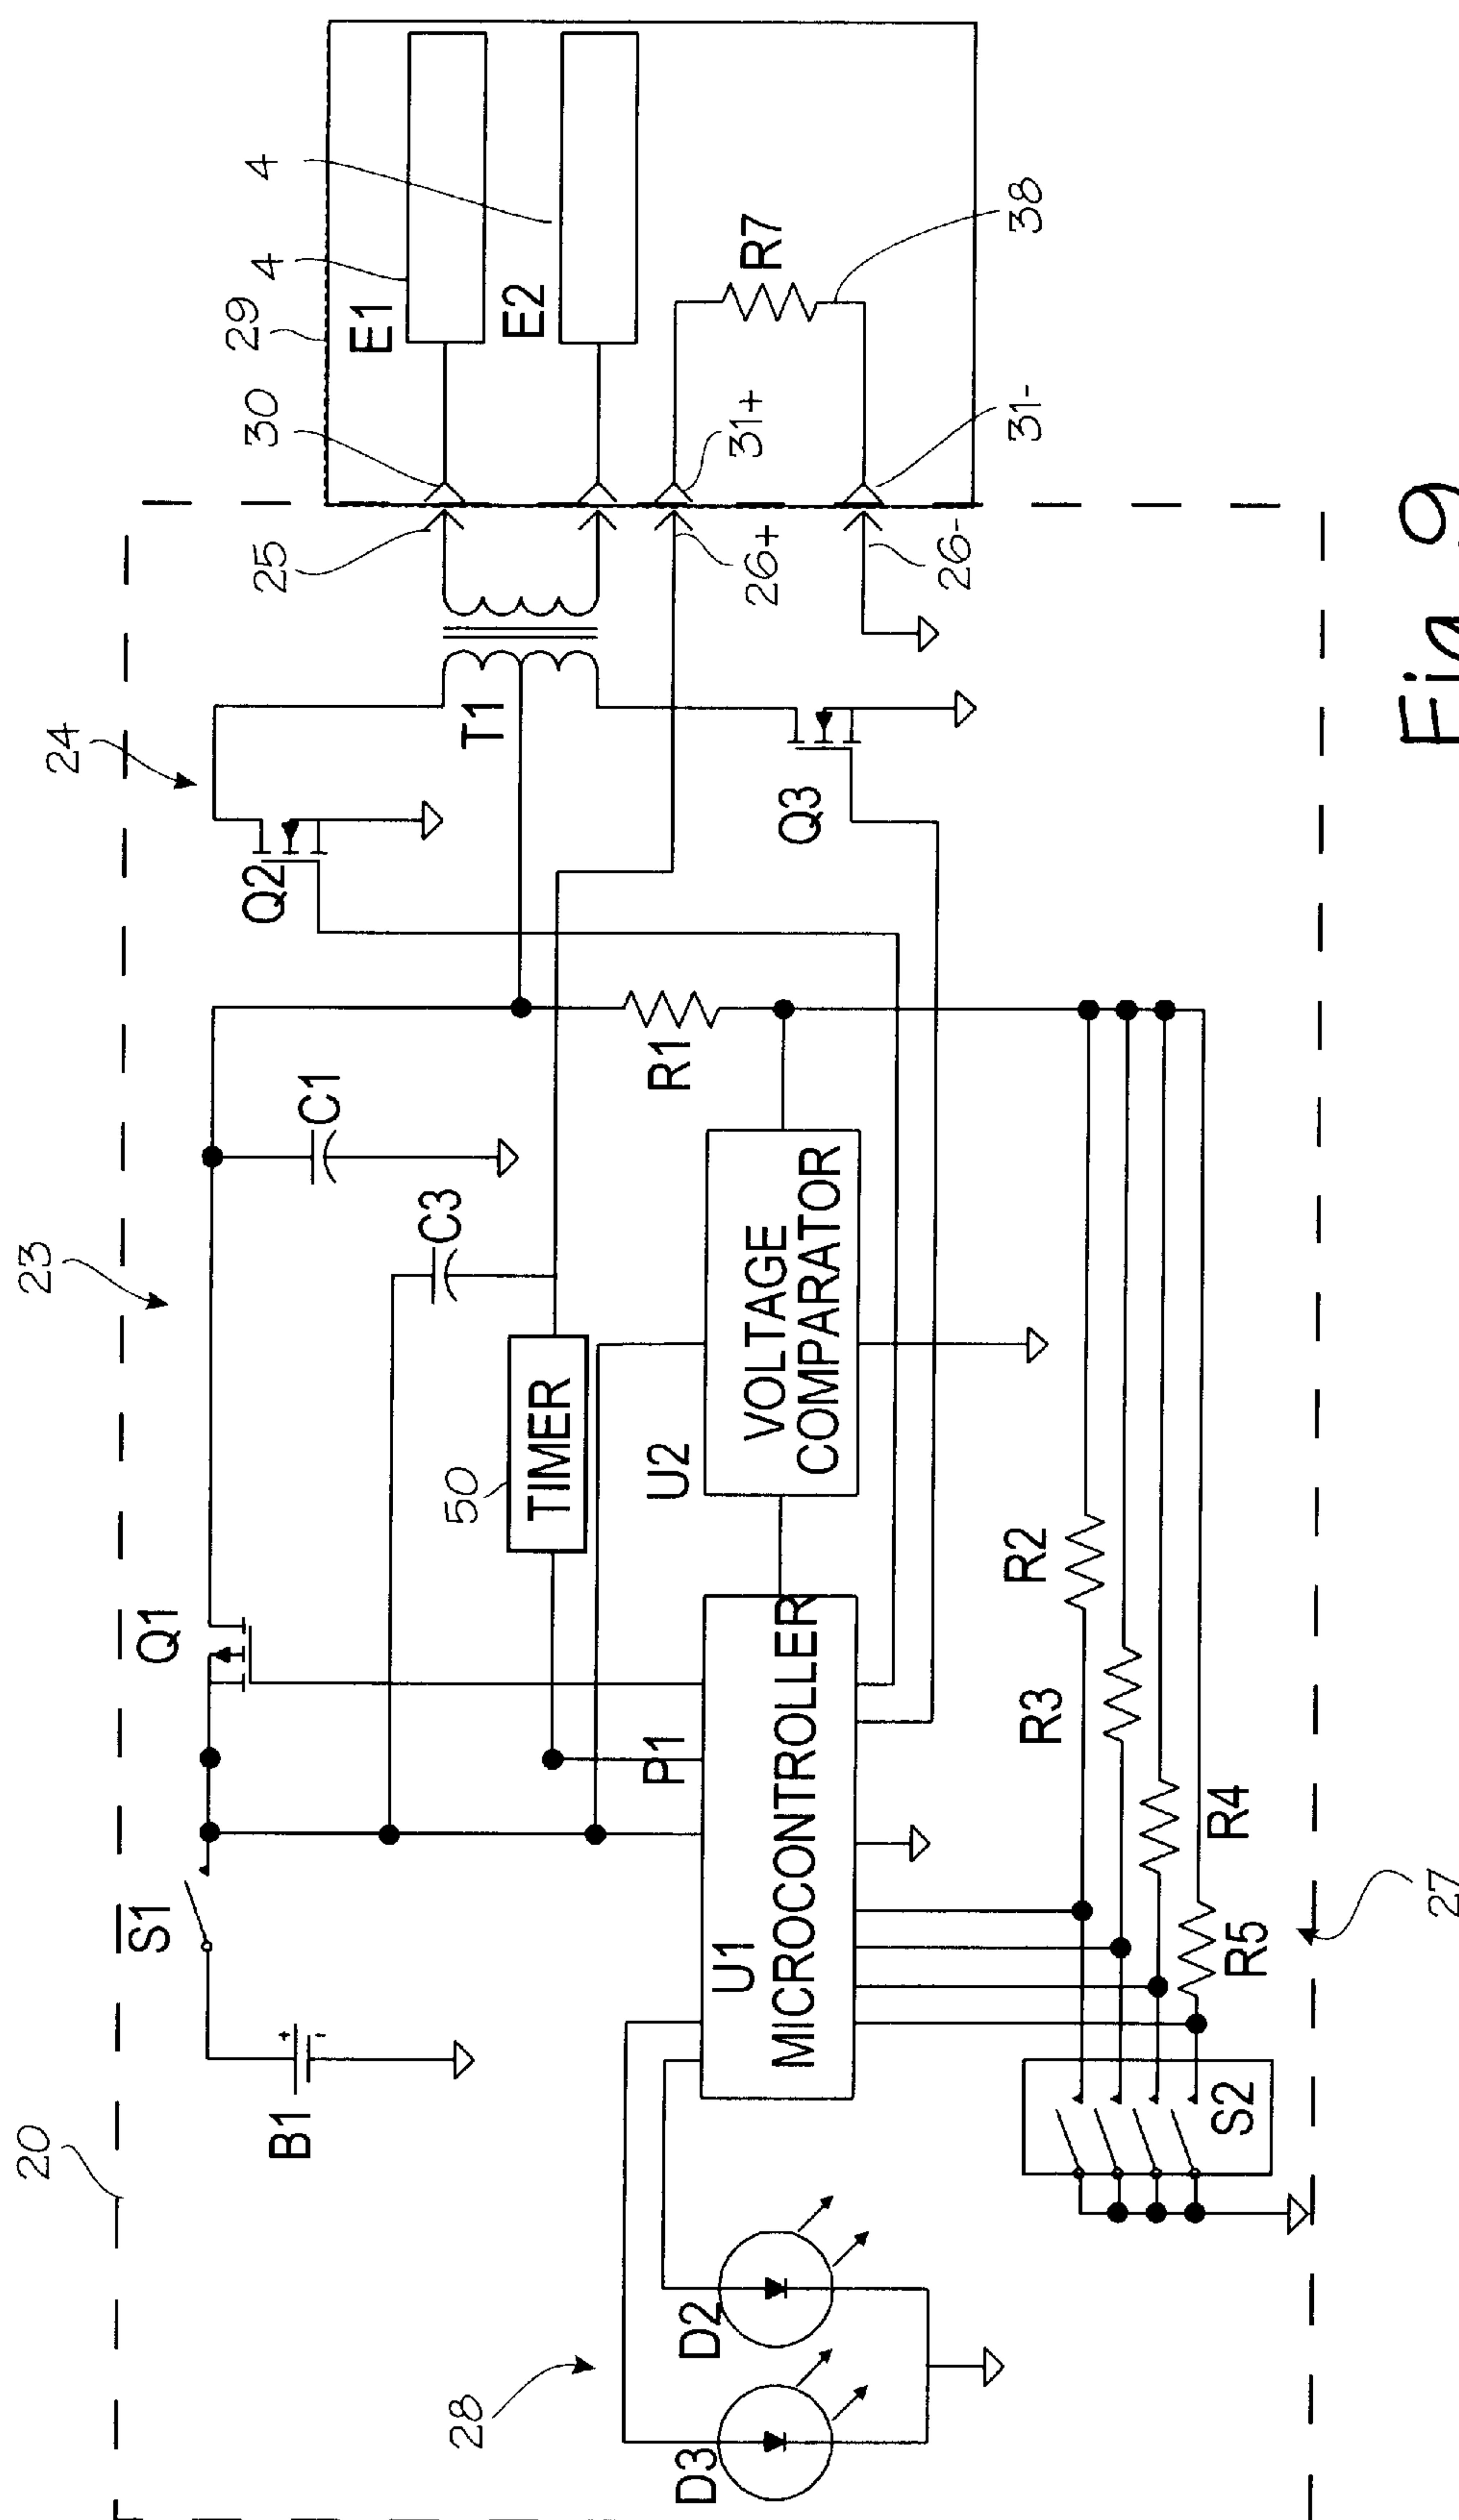 20
23
24
29
4
4
30
25
S1
Q1
B1
C1
C3
Q2
T1
E1
E2
50
TIMER
P1
U1
MICROCONTROLLER
U2
VOLTAGE
COMPARATOR
R1
Q3
26+
31+
R7
38
26-
31-
28
D3
D2
R2
R3
R4
R5
S2
27
+
-
Fig. 9